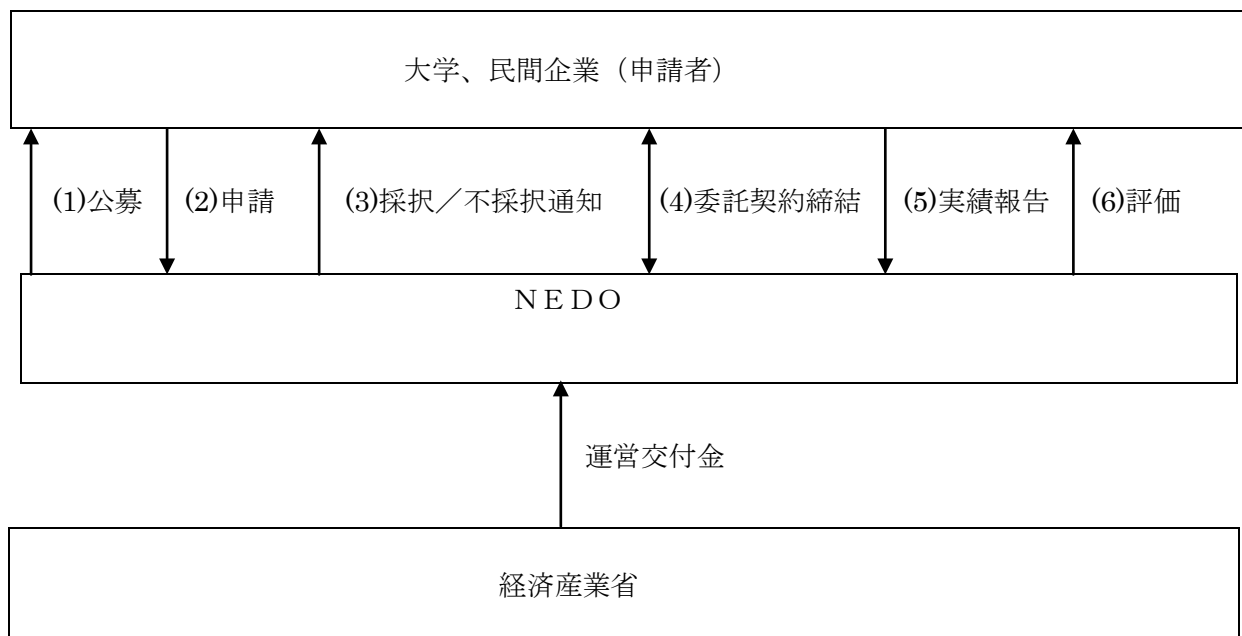 大学、民間企業（申請者）
(1)公募
(2)申請
(3)採択／不採択通知
(4)委託契約締結
(5)実績報告
(6)評価
ＮＥＤＯ
運営交付金
経済産業省